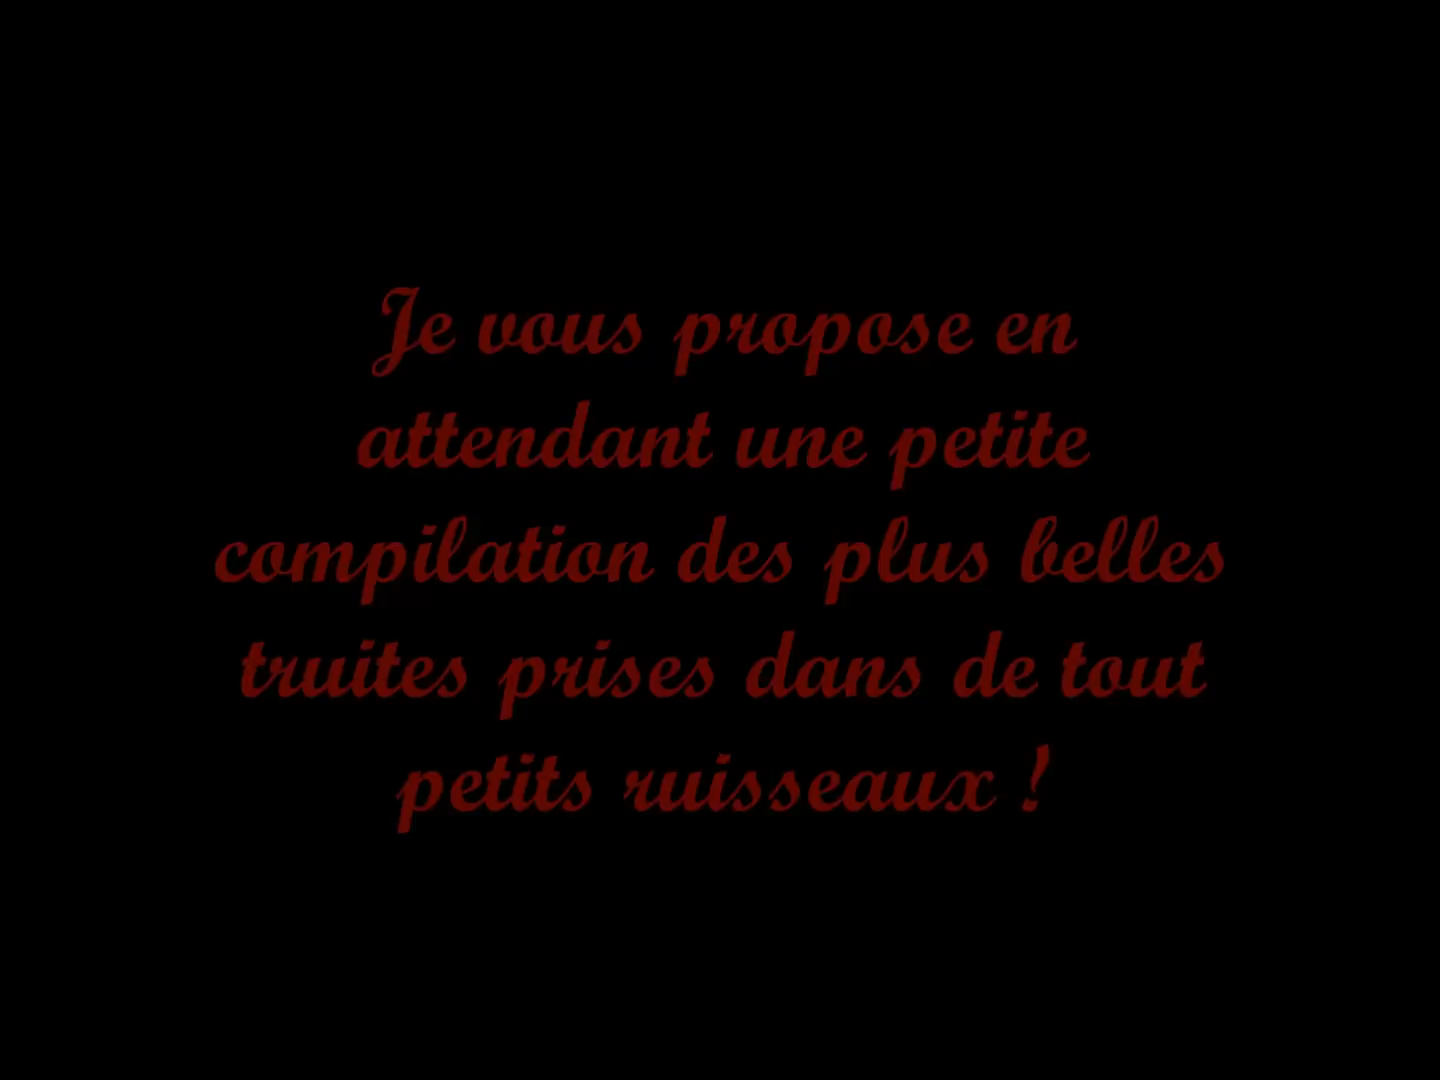 Je vous propose en
attendant une petite
compilation des plus belles
truites prises dans de tout
petits ruisseaux !